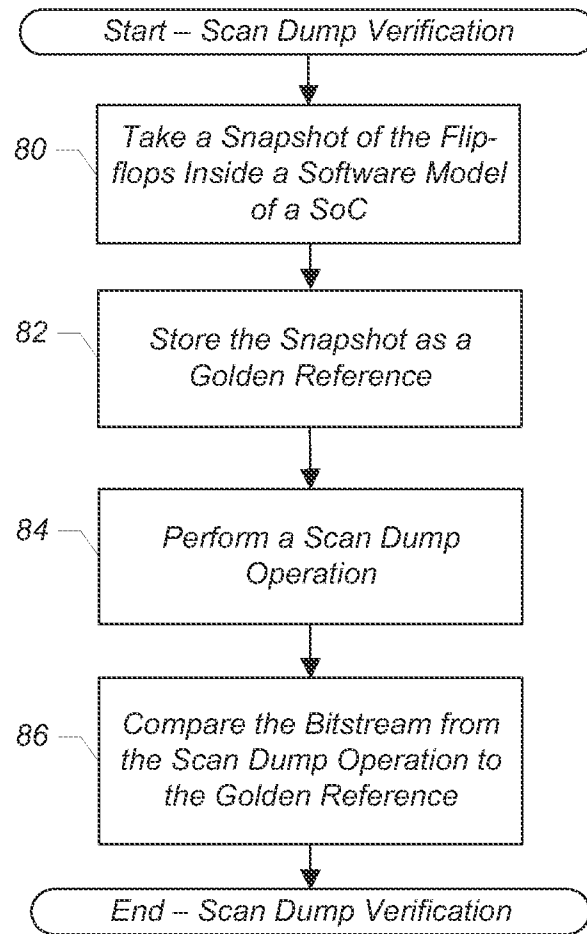 Start – Scan Dump Verification
80
Take a Snapshot of the Flip-
flops Inside a Software Model
of a SoC
82
Store the Snapshot as a
Golden Reference
84
Perform a Scan Dump
Operation
86
Compare the Bitstream from
the Scan Dump Operation to
the Golden Reference
End – Scan Dump Verification